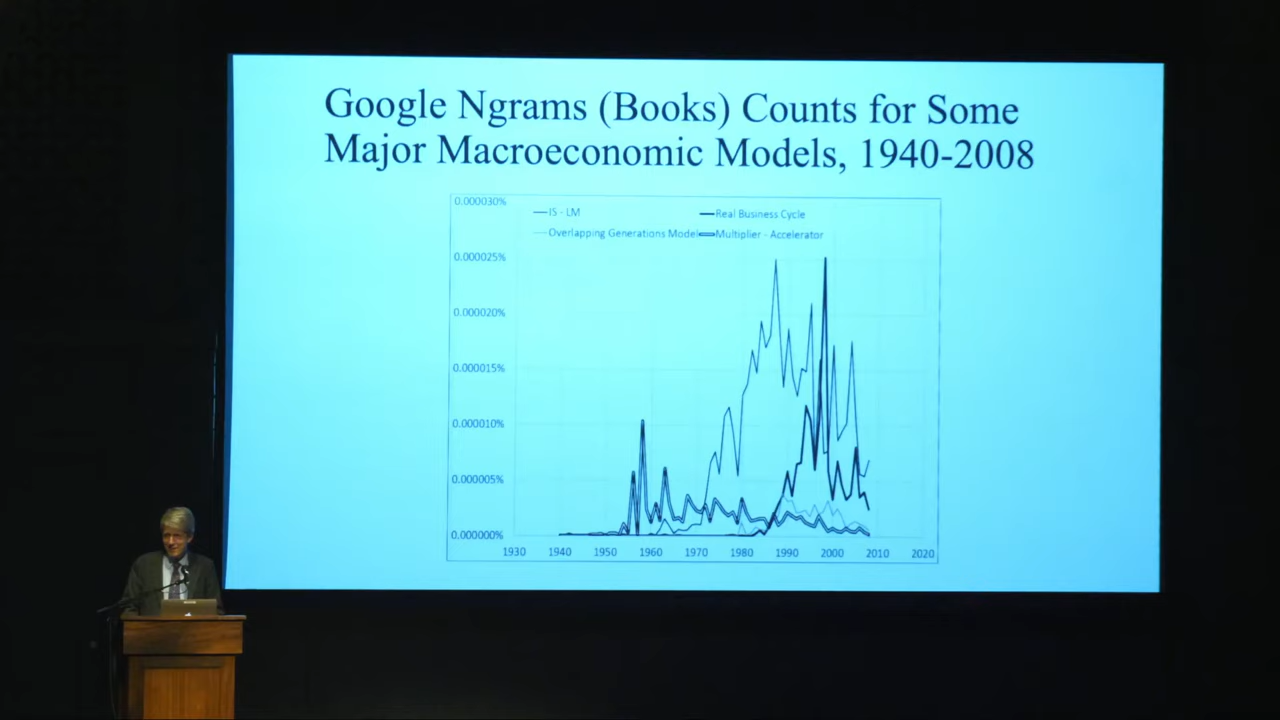 Google Ngrams (Books) Counts for Some
Major Macroeconomic Models, 1940-2008
0.000030%
IS - LM
Real Business Cycle
Overlapping Generations Model
Multiplier - Accelerator
0.000025%
0.000020%
0.000015%
0.000010%
0.000005%
0.000000%
1930 1940 1950 1960 1970 1980 1990 2000 2010 2020